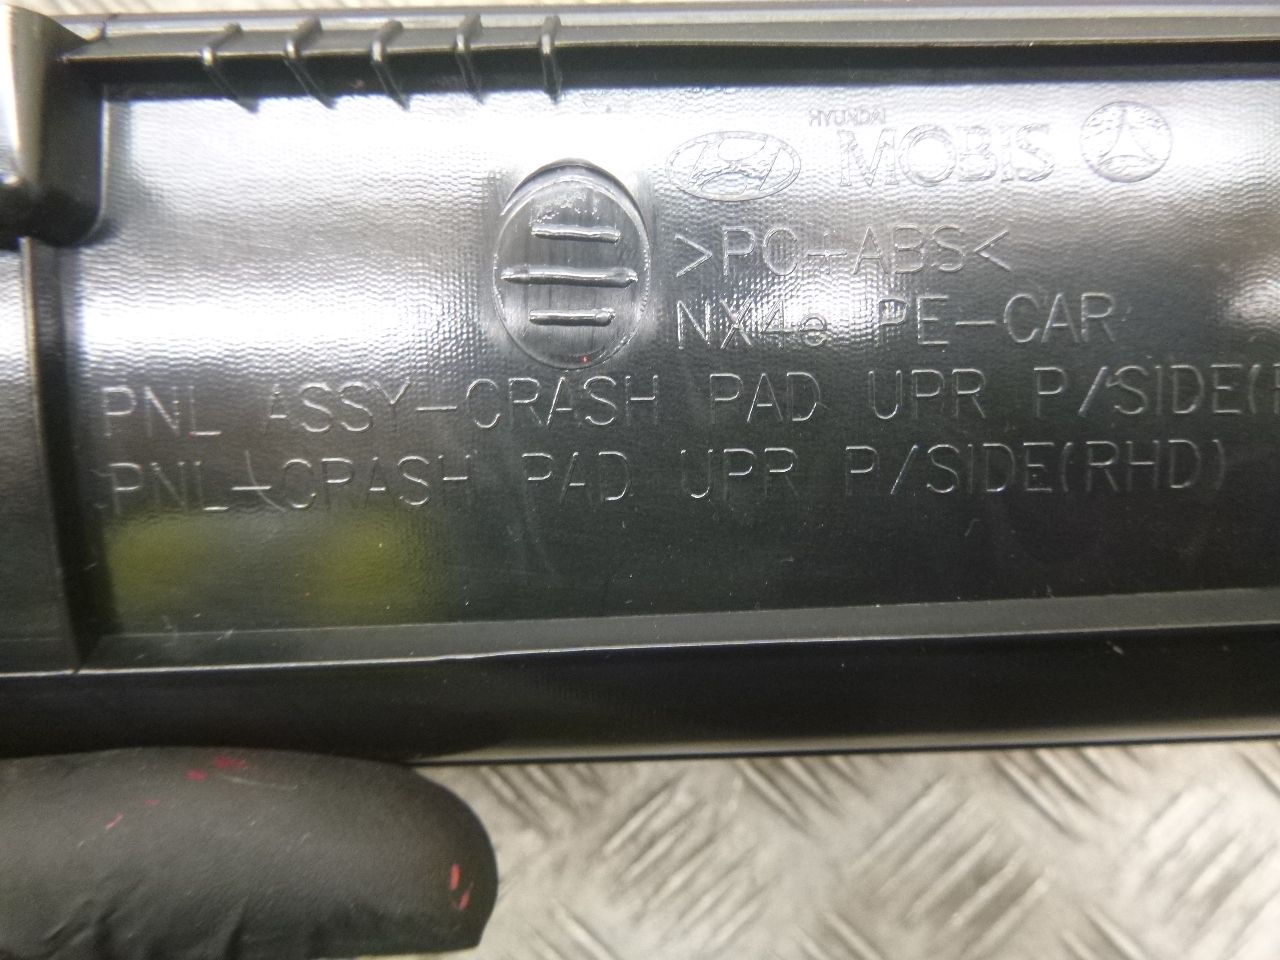 HYUNDAI
MOBIS
>PC+ABS<
NX4e PE-CAR
PNL ASSY-CRASH PAD UPR P/SIDE(
PNL-CRASH PAD UPR P/SIDE(RHD)